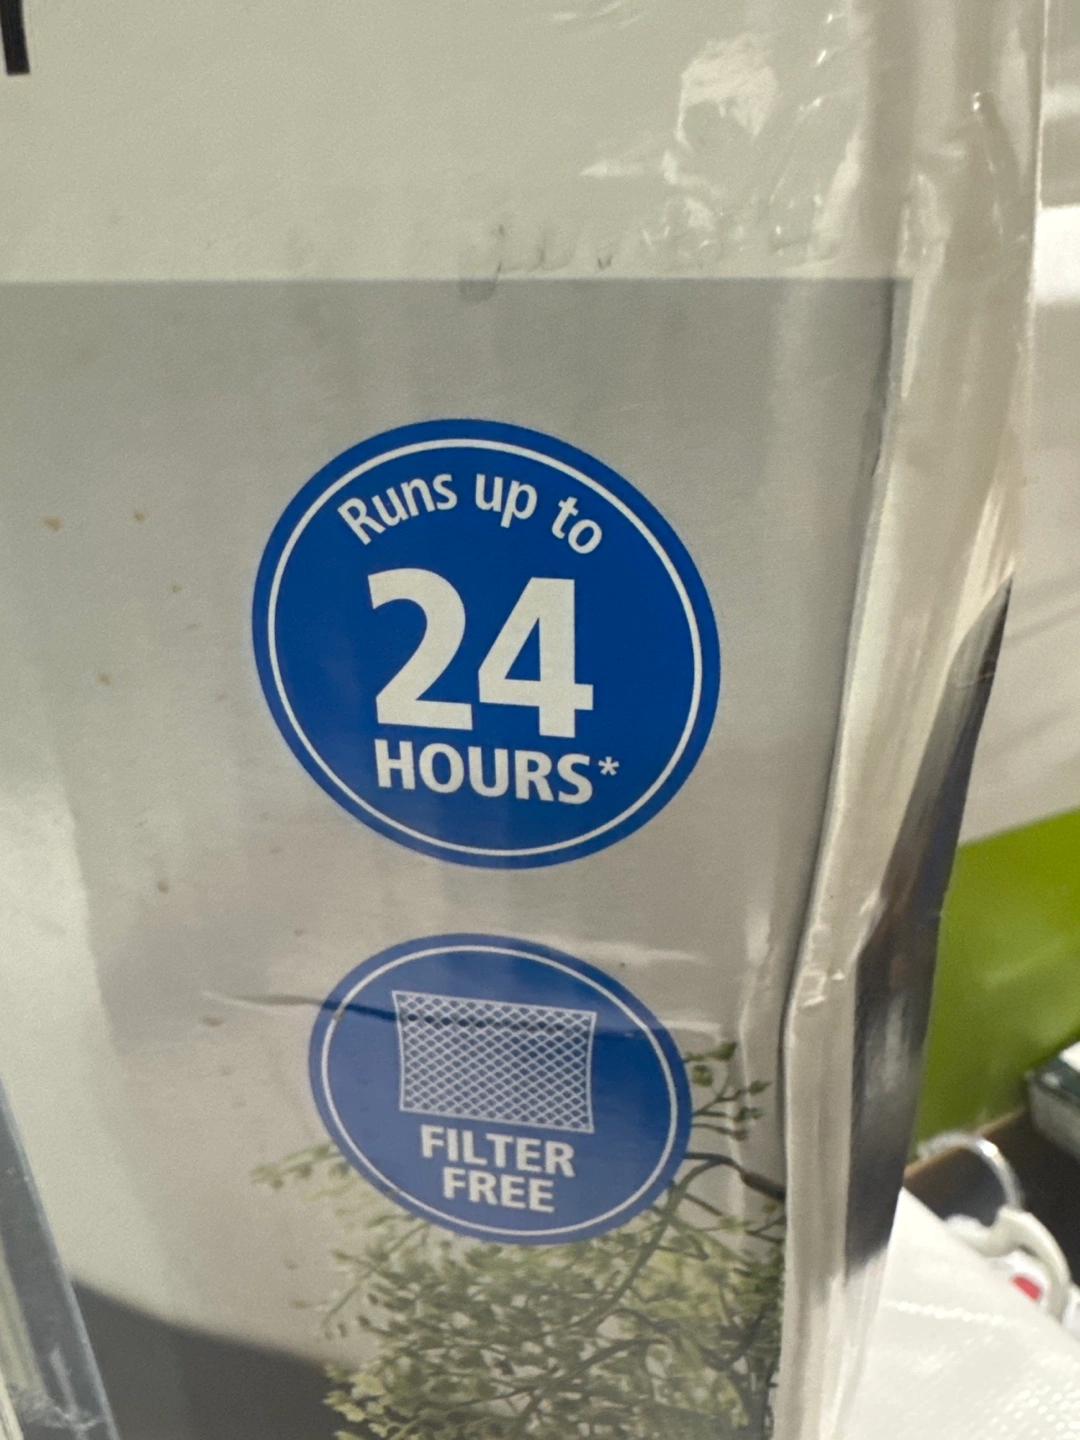 Runs up to
24
HOURS*
FILTER
FREE